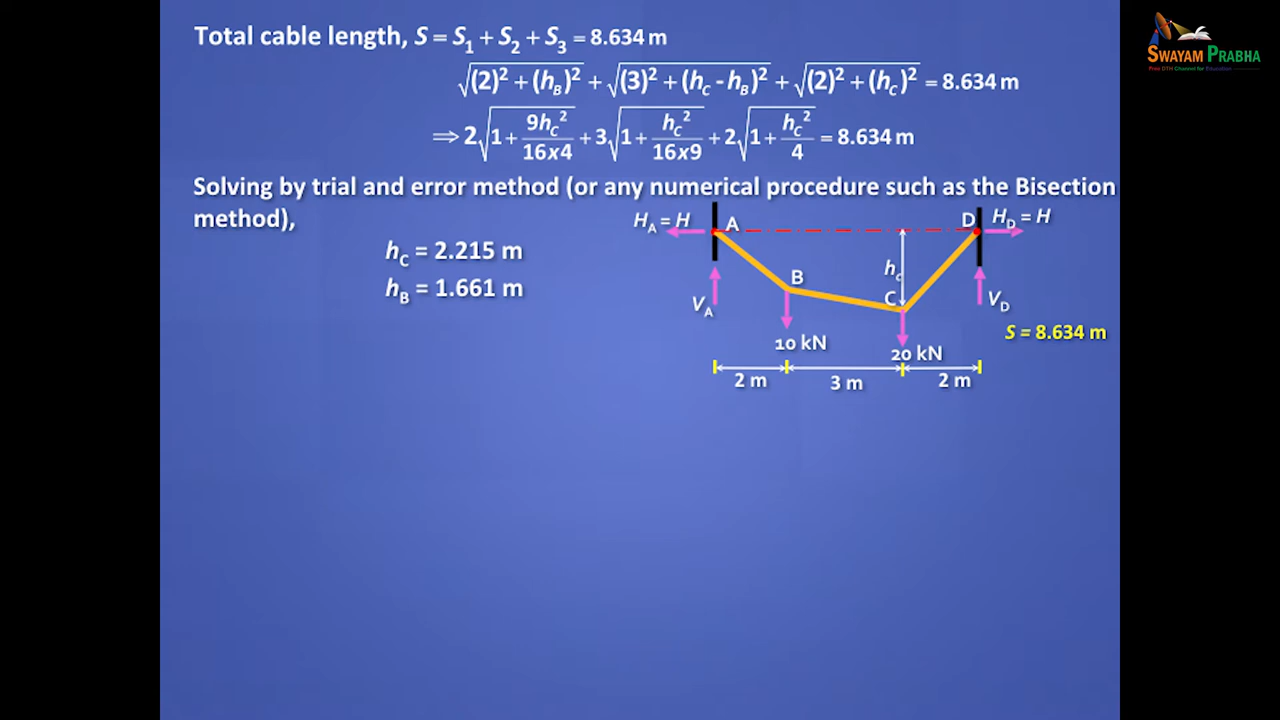 Total cable length, S = S₁ + S₂ + S₃ = 8.634 m
√((2)² + (h_B)²) + √((3)² + (h_C - h_B)²) + √((2)² + (h_C)²) = 8.634 m
⟹ 2√(1 + 9h_C²/16x4) + 3√(1 + h_C²/16x9) + 2√(1 + h_C²/4) = 8.634 m
Solving by trial and error method (or any numerical procedure such as the Bisection
method),
h_C = 2.215 m
h_B = 1.661 m
H_A = H
A
D
H_D = H
B
h_c
C
V_A
V_D
10 kN
20 kN
S = 8.634 m
2 m
3 m
2 m
SWAYAM PRABHA
Free DTH Channel for Education